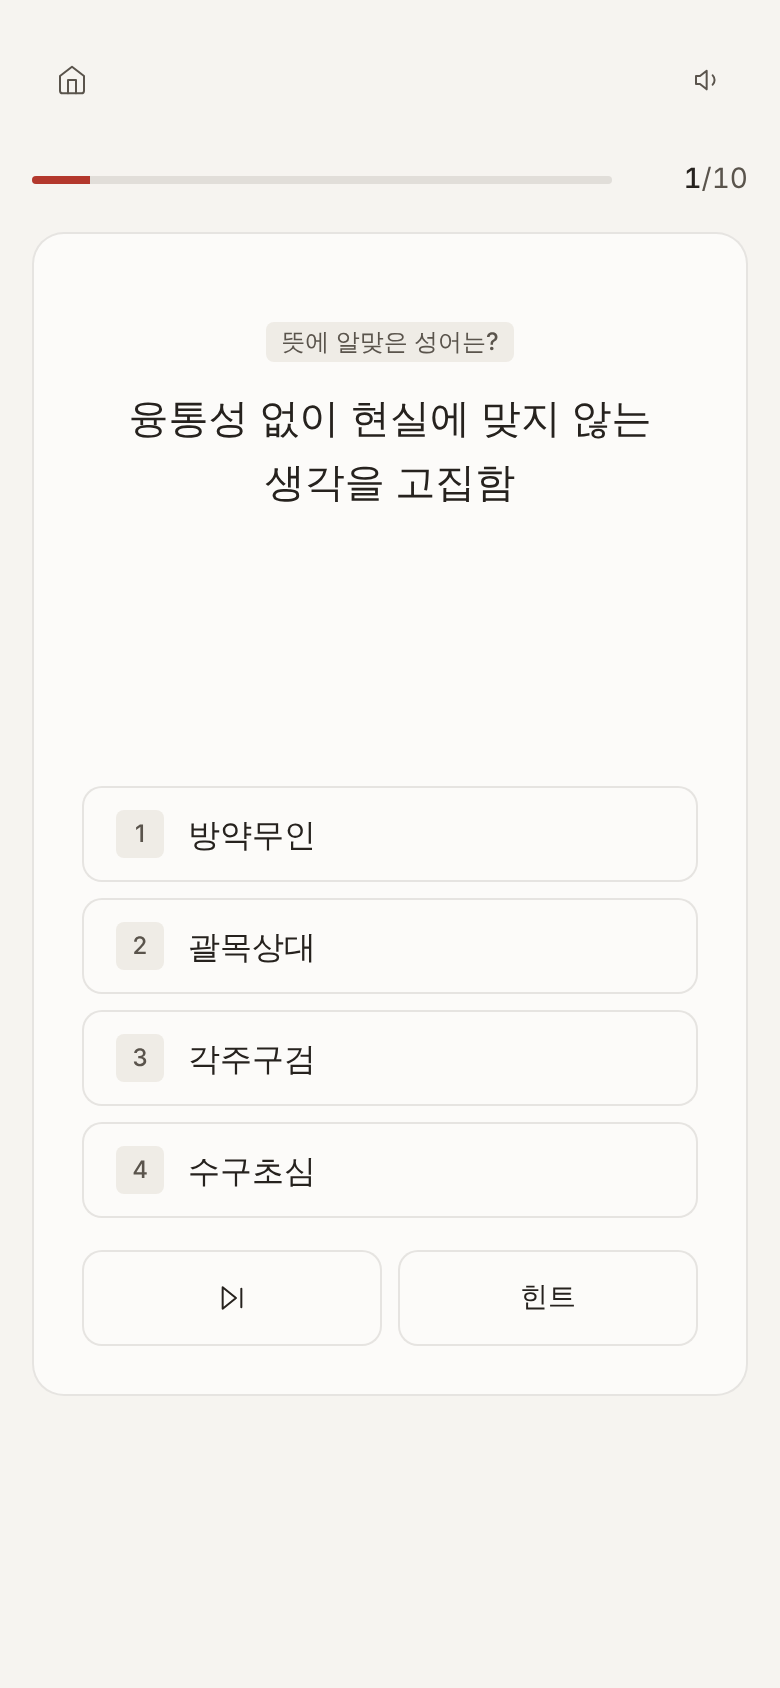 1/10
뜻에 알맞은 성어는?
융통성 없이 현실에 맞지 않는
생각을 고집함
1 방약무인
2 괄목상대
3 각주구검
4 수구초심
힌트